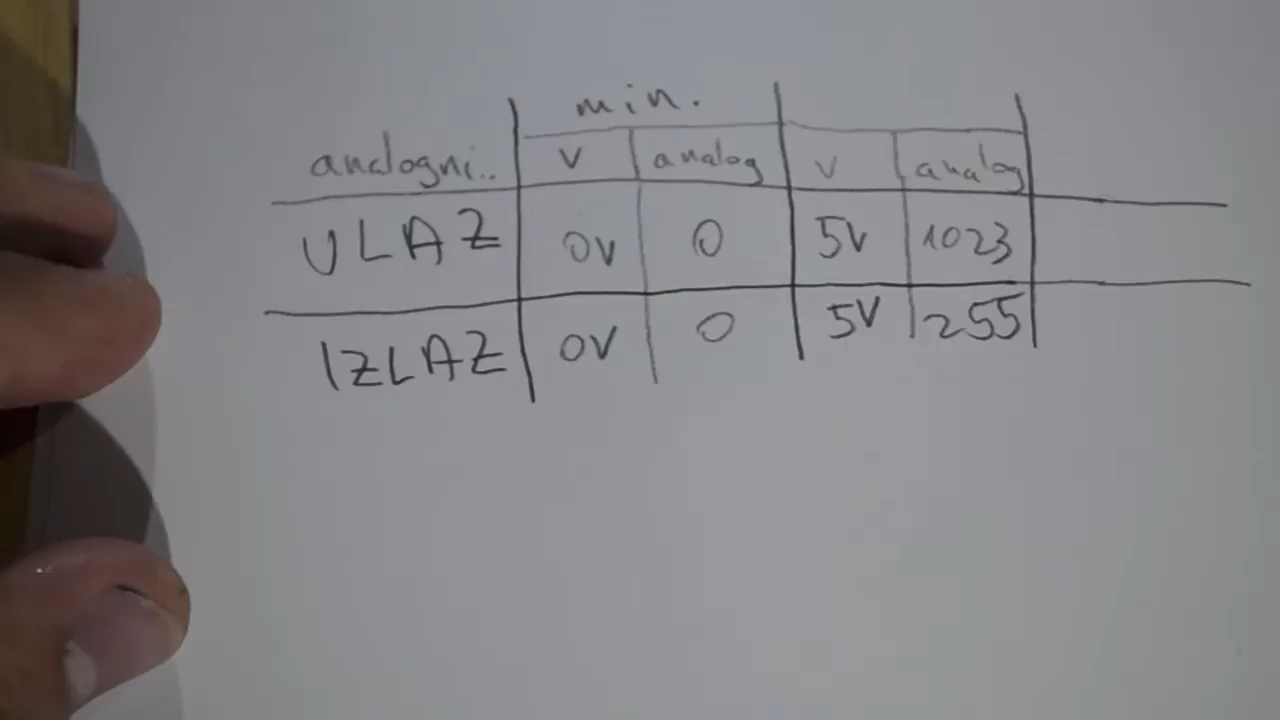 min.
analogni.. V analog V analog
ULAZ 0V 0 5V 1023
IZLAZ 0V 0 5V 255